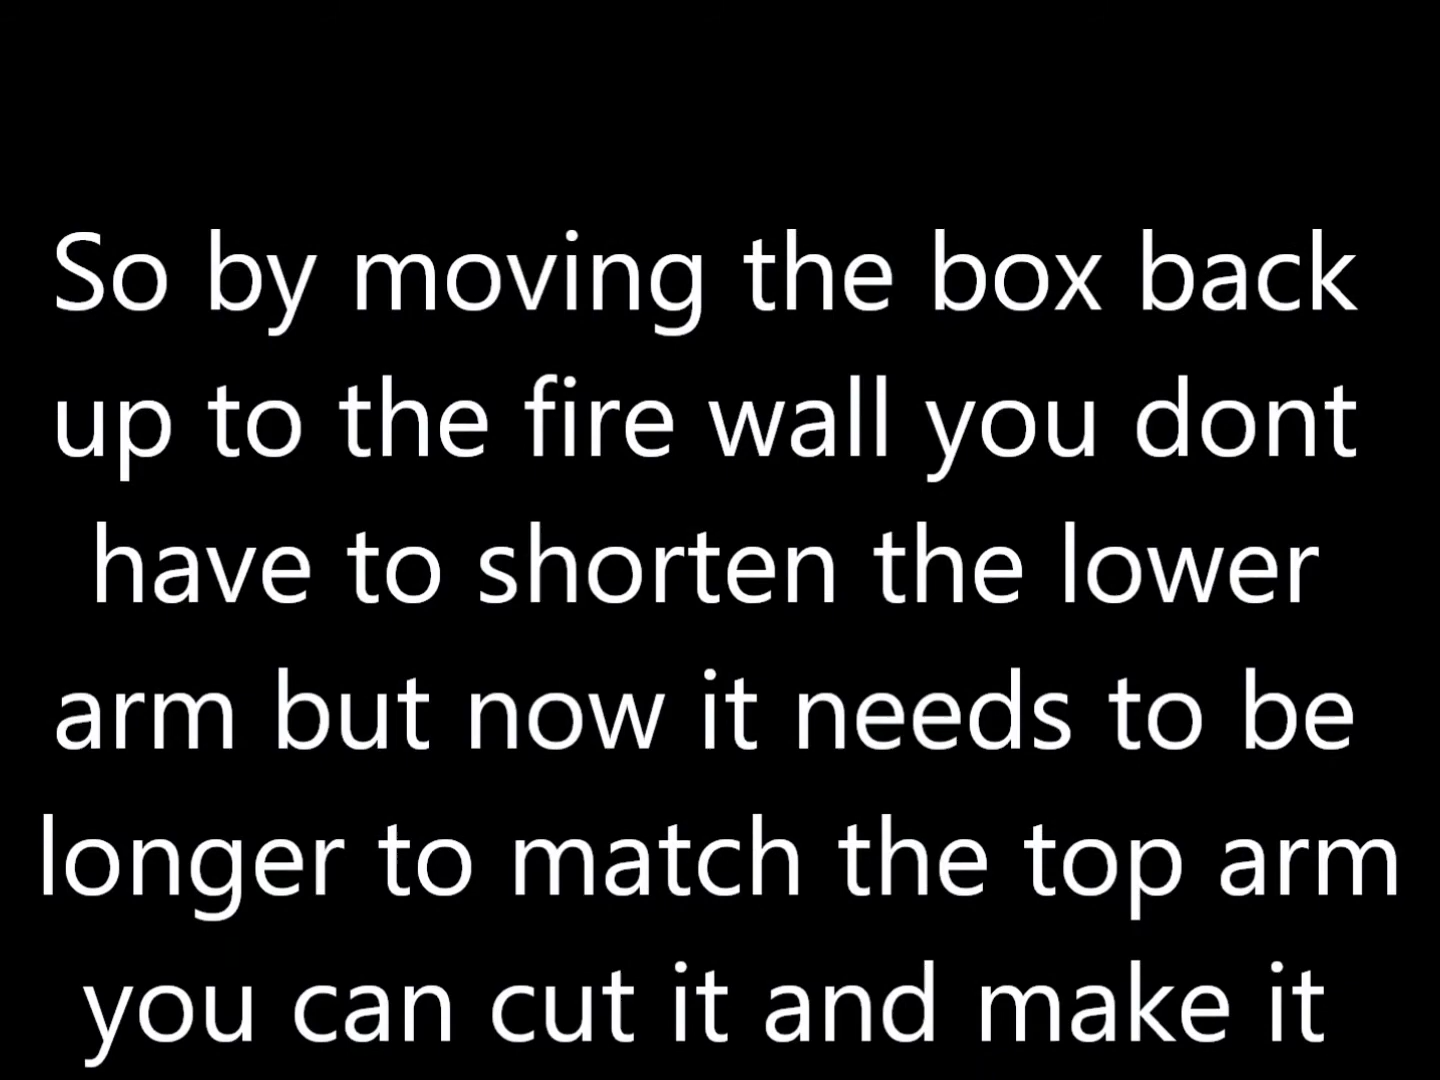 So by moving the box back
up to the fire wall you dont
have to shorten the lower
arm but now it needs to be
longer to match the top arm
you can cut it and make it